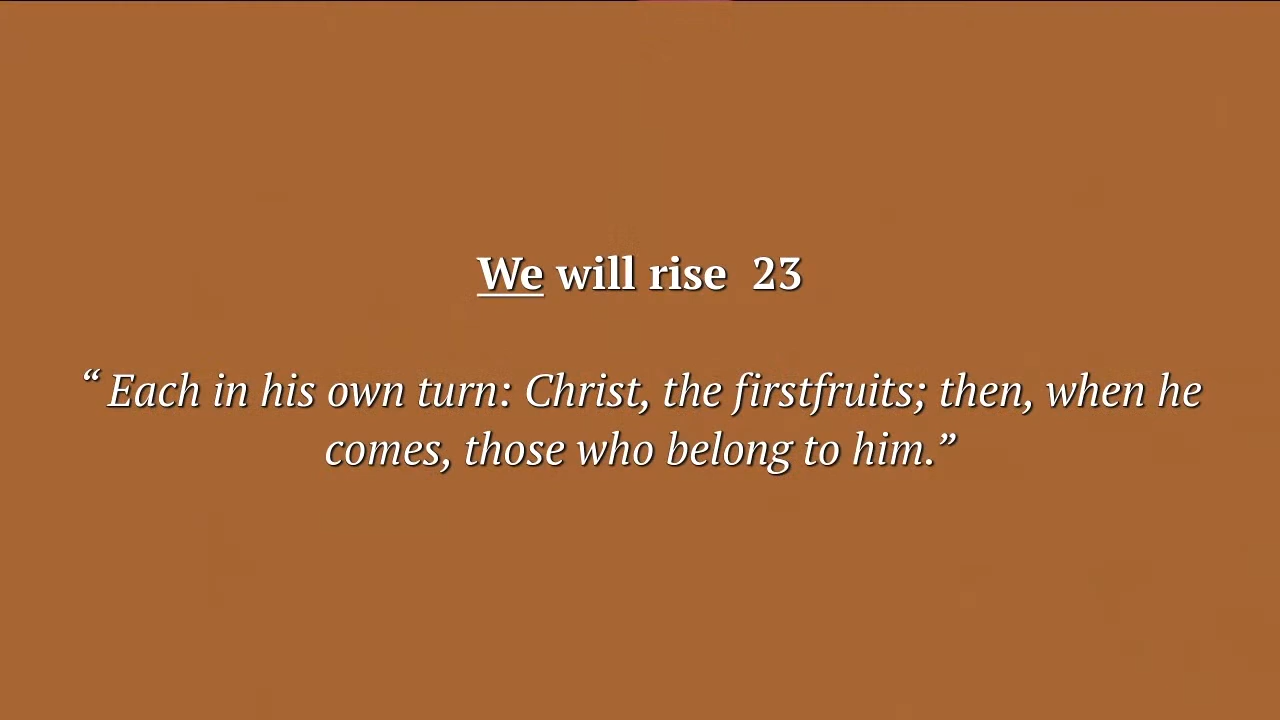 We will rise  23
“ Each in his own turn: Christ, the firstfruits; then, when he
comes, those who belong to him.”